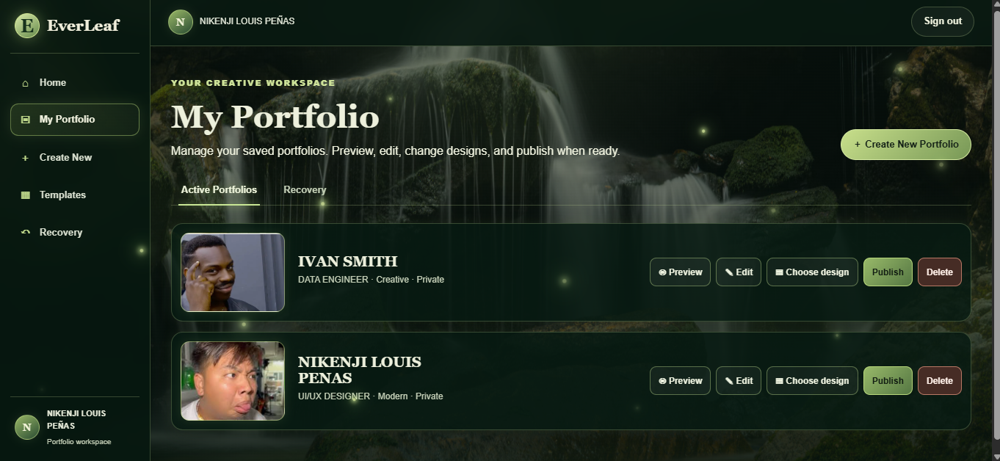 E EverLeaf
N NIKENJI LOUIS PEÑAS
Sign out
Home
My Portfolio
+ Create New
Templates
Recovery
N NIKENJI LOUIS
PEÑAS
Portfolio workspace
YOUR CREATIVE WORKSPACE
My Portfolio
Manage your saved portfolios. Preview, edit, change designs, and publish when ready.
+ Create New Portfolio
Active Portfolios Recovery
IVAN SMITH
DATA ENGINEER · Creative · Private
Preview Edit Choose design Publish Delete
NIKENJI LOUIS
PENAS
UI/UX DESIGNER · Modern · Private
Preview Edit Choose design Publish Delete